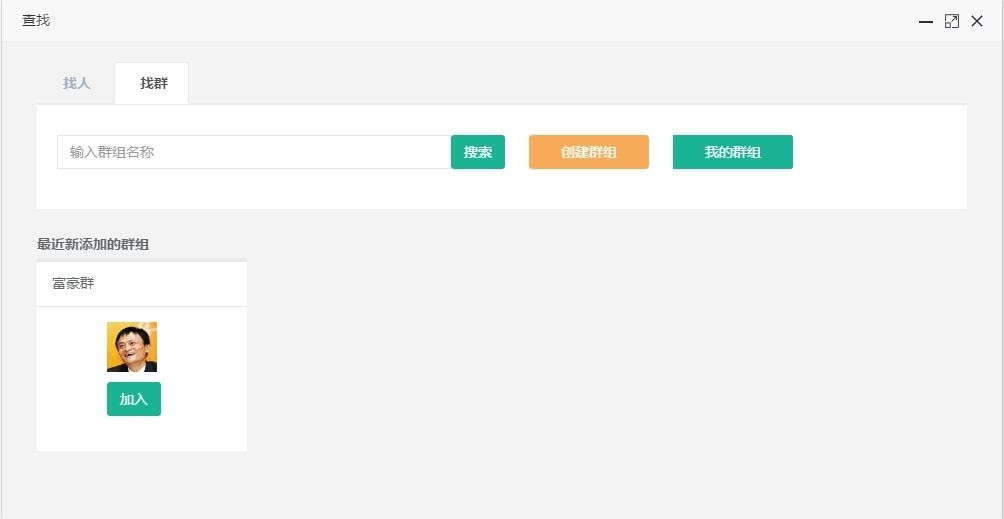 查找
找人
找群
输入群组名称
搜索
创建群组
我的群组
最近新添加的群组
富豪群
加入